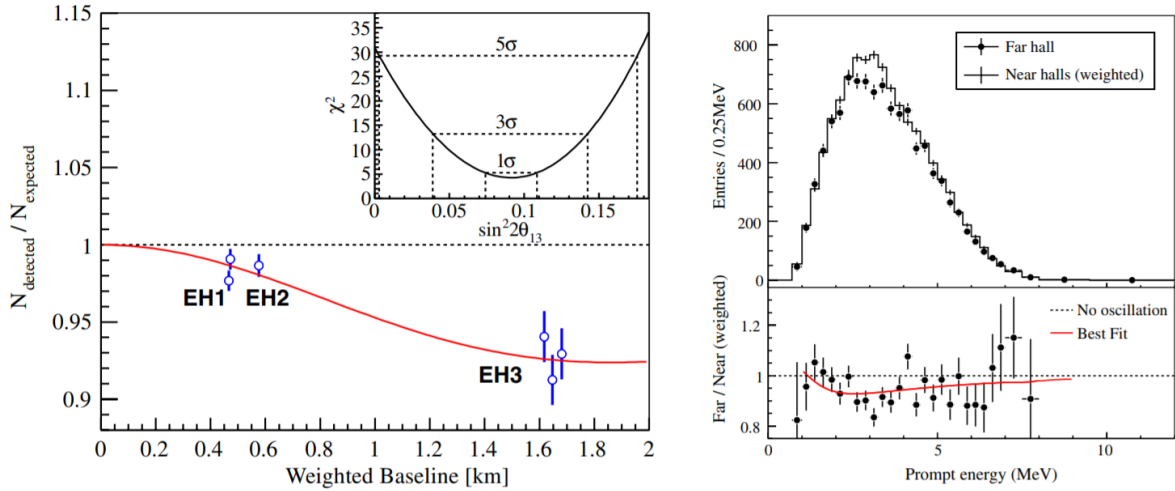 1.15
1.1
1.05
1
0.95
0.9
N_detected / N_expected
0 0.2 0.4 0.6 0.8 1 1.2 1.4 1.6 1.8 2
Weighted Baseline [km]
EH1 EH2
EH3
40
35
30
25
20
15
10
5
0
χ²
5σ
3σ
1σ
0 0.05 0.1 0.15
sin²2θ₁₃
800
600
400
200
0
Entries / 0.25MeV
Far hall
Near halls (weighted)
1.2
1
0.8
Far / Near (weighted)
No oscillation
Best Fit
0 5 10
Prompt energy (MeV)